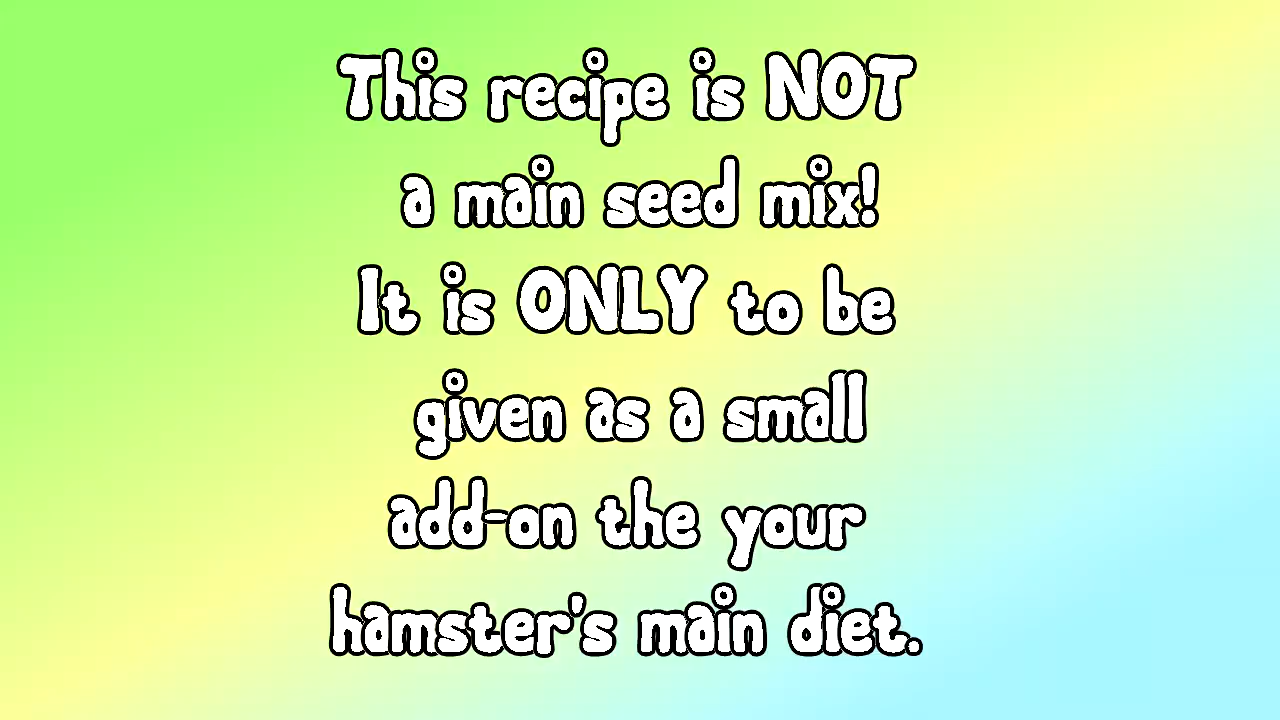 This recipe is NOT
a main seed mix!
It is ONLY to be
given as a small
add-on the your
hamster's main diet.